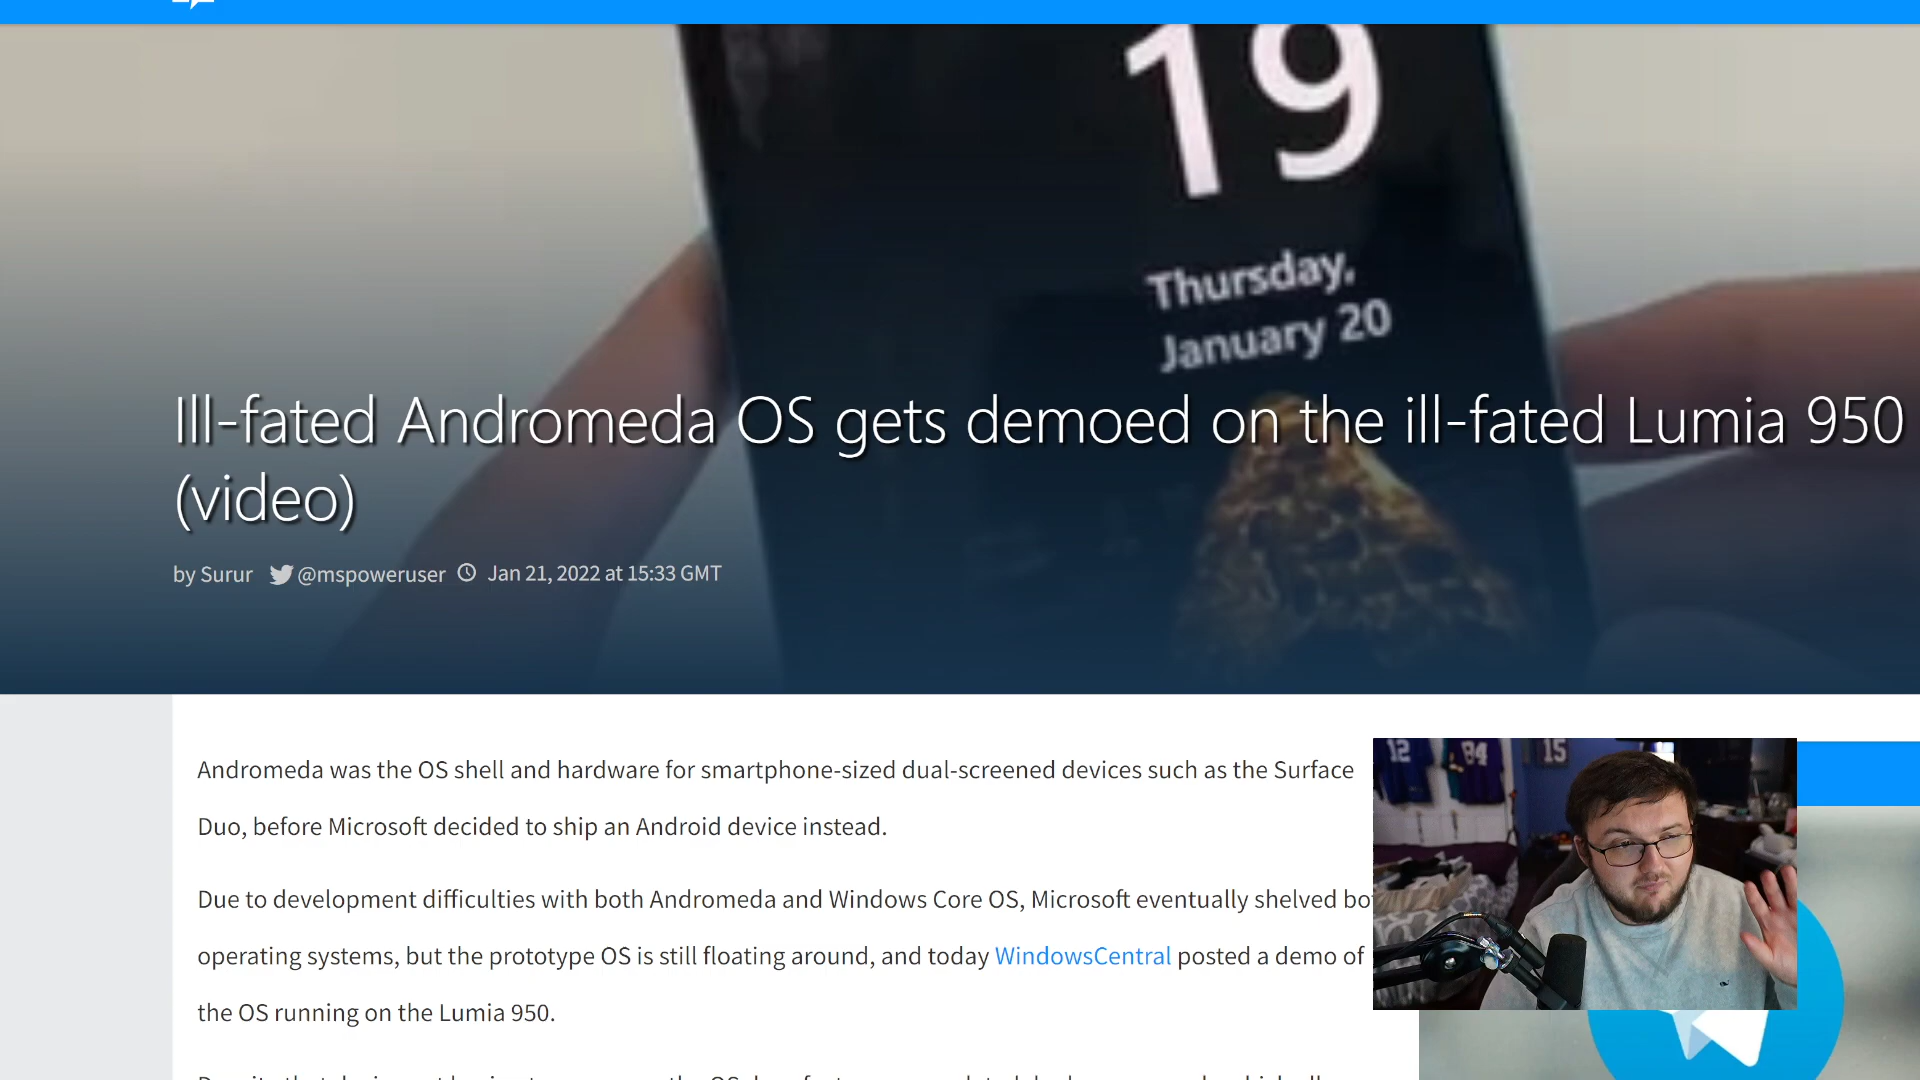 19
Thursday,
January 20
Ill-fated Andromeda OS gets demoed on the ill-fated Lumia 950
(video)
by Surur @mspoweruser Jan 21, 2022 at 15:33 GMT
Andromeda was the OS shell and hardware for smartphone-sized dual-screened devices such as the Surface
Duo, before Microsoft decided to ship an Android device instead.
Due to development difficulties with both Andromeda and Windows Core OS, Microsoft eventually shelved
operating systems, but the prototype OS is still floating around, and today WindowsCentral posted a demo of
the OS running on the Lumia 950.
12 84 15